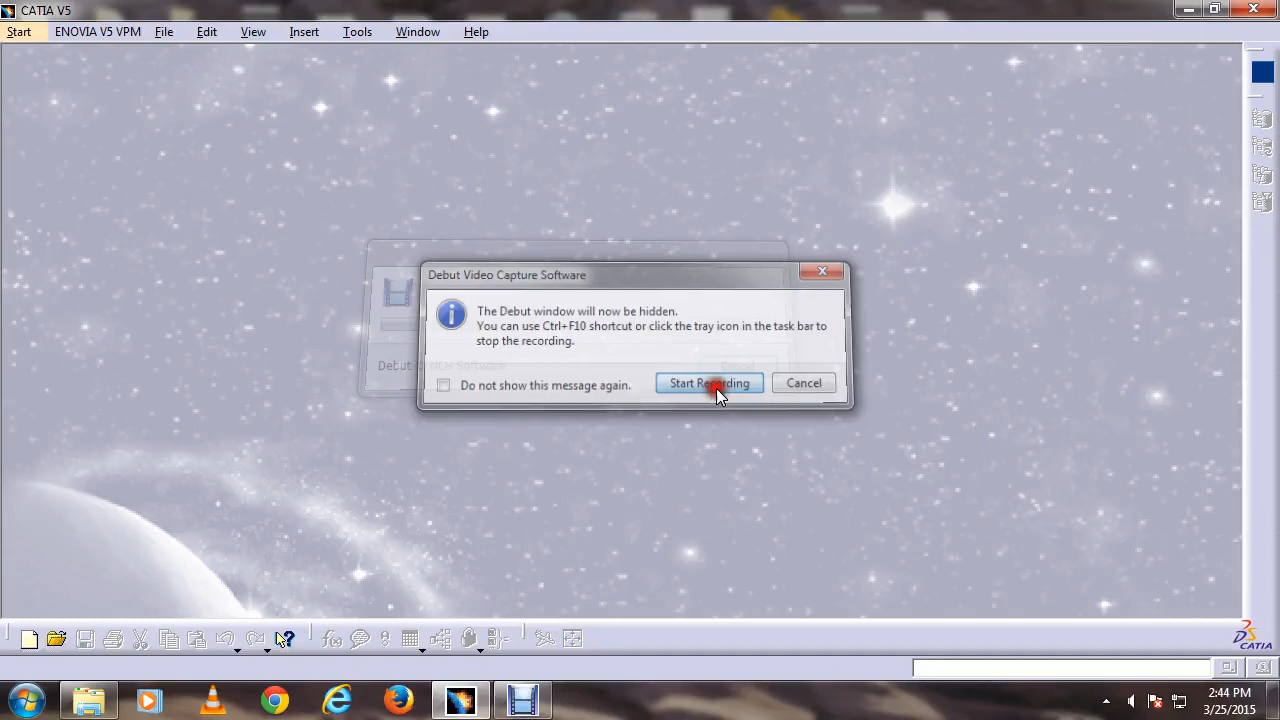 CATIA V5
Start ENOVIA V5 VPM File Edit View Insert Tools Window Help
Debut Video Capture Software
The Debut window will now be hidden.
You can use Ctrl+F10 shortcut or click the tray icon in the task bar to
stop the recording.
Do not show this message again. Start Recording Cancel
CATIA
2:44 PM
3/25/2015